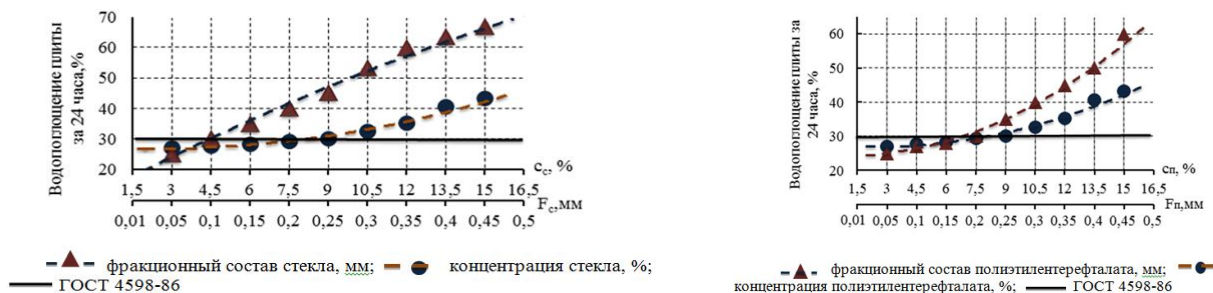 Водопоглощение плиты
за 24 часа,%
70
60
50
40
30
20
c_c, %
1,5 3 4,5 6 7,5 9 10,5 12 13,5 15 16,5
F_c,мм
0,01 0,05 0,1 0,15 0,2 0,25 0,3 0,35 0,4 0,45 0,5
фракционный состав стекла, мм; концентрация стекла, %;
ГОСТ 4598-86
Водопоглощение плиты за
24 часа, %
60
50
40
30
20
c_п, %
1,5 3 4,5 6 7,5 9 10,5 12 13,5 15 16,5
F_п,мм
0,01 0,05 0,1 0,15 0,2 0,25 0,3 0,35 0,4 0,45 0,5
фракционный состав полиэтилентерефталата, мм;
концентрация полиэтилентерефталата, %; ГОСТ 4598-86